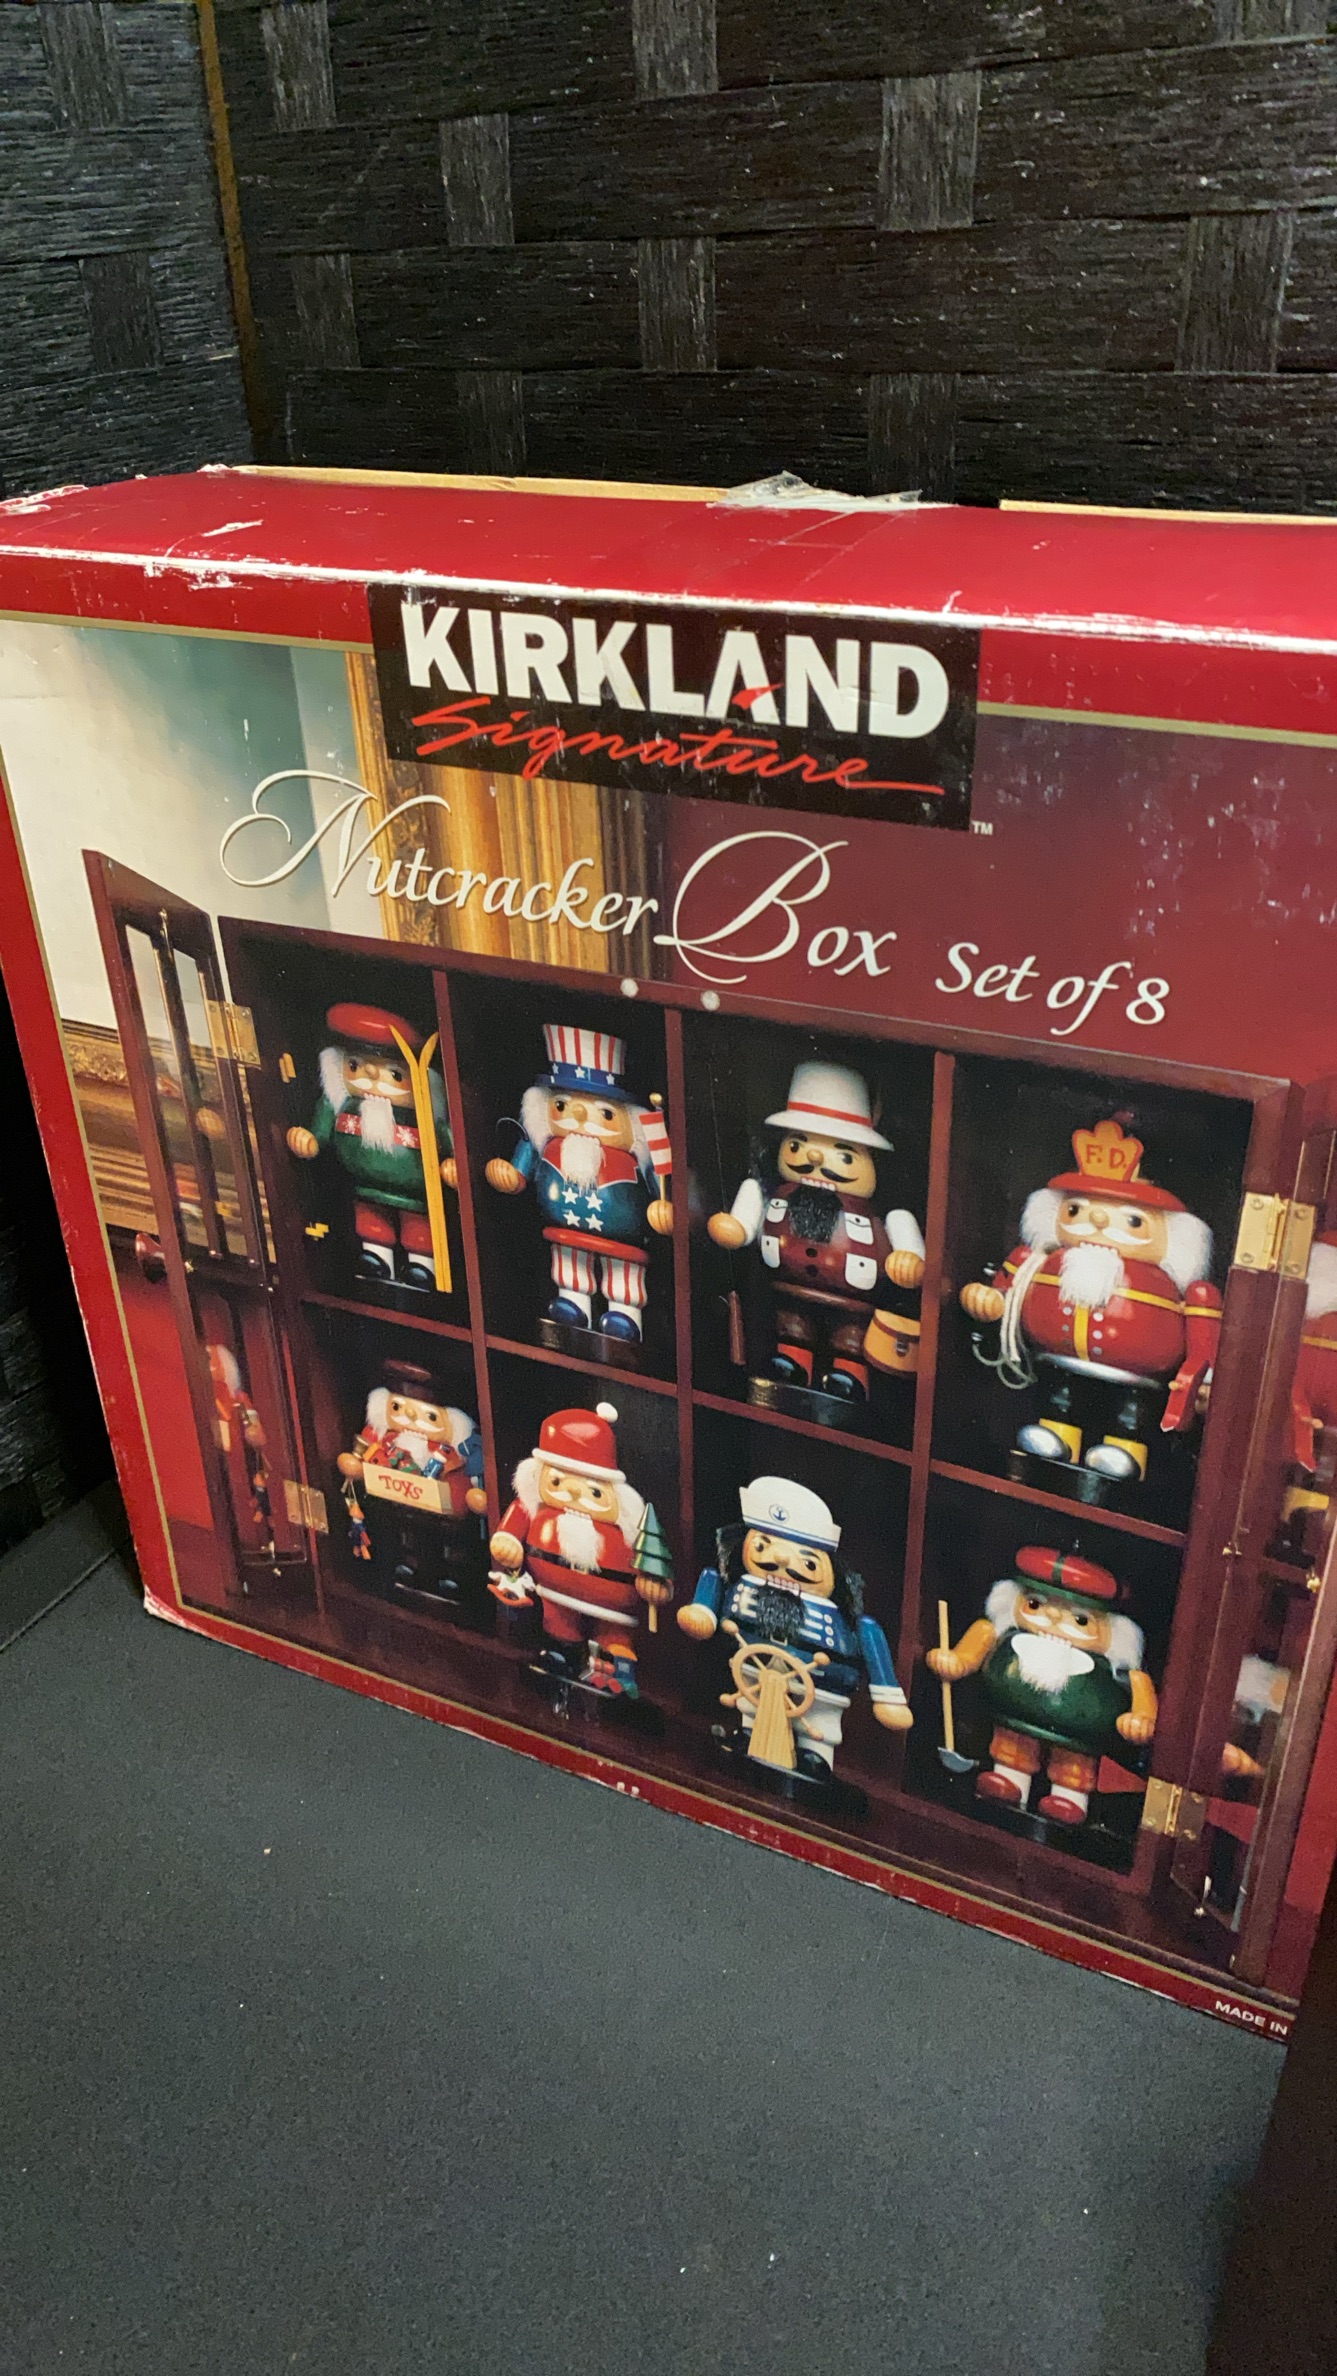 KIRKLAND
Signature
TM
Nutcracker Box Set of 8
F.D.
TOYS
MADE IN